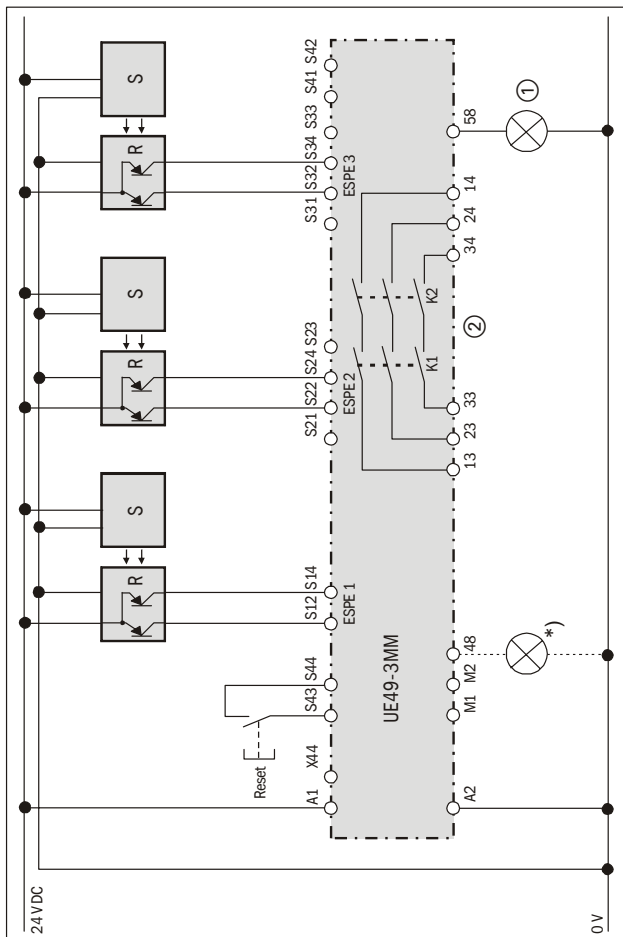 24 V DC
S
S
S
R
R
R
Reset
A1
X44
S43
S44
S12
S14
S21
S22
S24
S23
S31
S32
S34
S33
S41
S42
ESPE 1
ESPE 2
ESPE 3
UE49-3MM
K1
K2
A2
M1
M2
48
13
23
33
34
24
14
58
*)
②
①
0 V